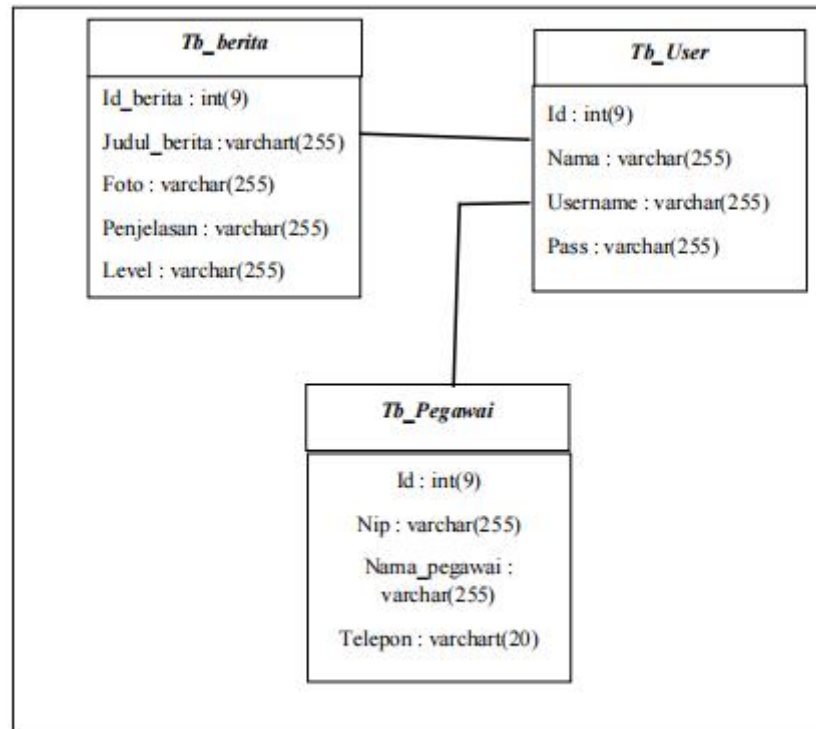 Tb_berita
Id_berita : int(9)
Judul_berita :varchart(255)
Foto : varchar(255)
Penjelasan : varchar(255)
Level : varchar(255)
Tb_User
Id : int(9)
Nama : varchar(255)
Username : varchar(255)
Pass : varchar(255)
Tb_Pegawai
Id : int(9)
Nip : varchar(255)
Nama_pegawai :
varchar(255)
Telepon : varchart(20)